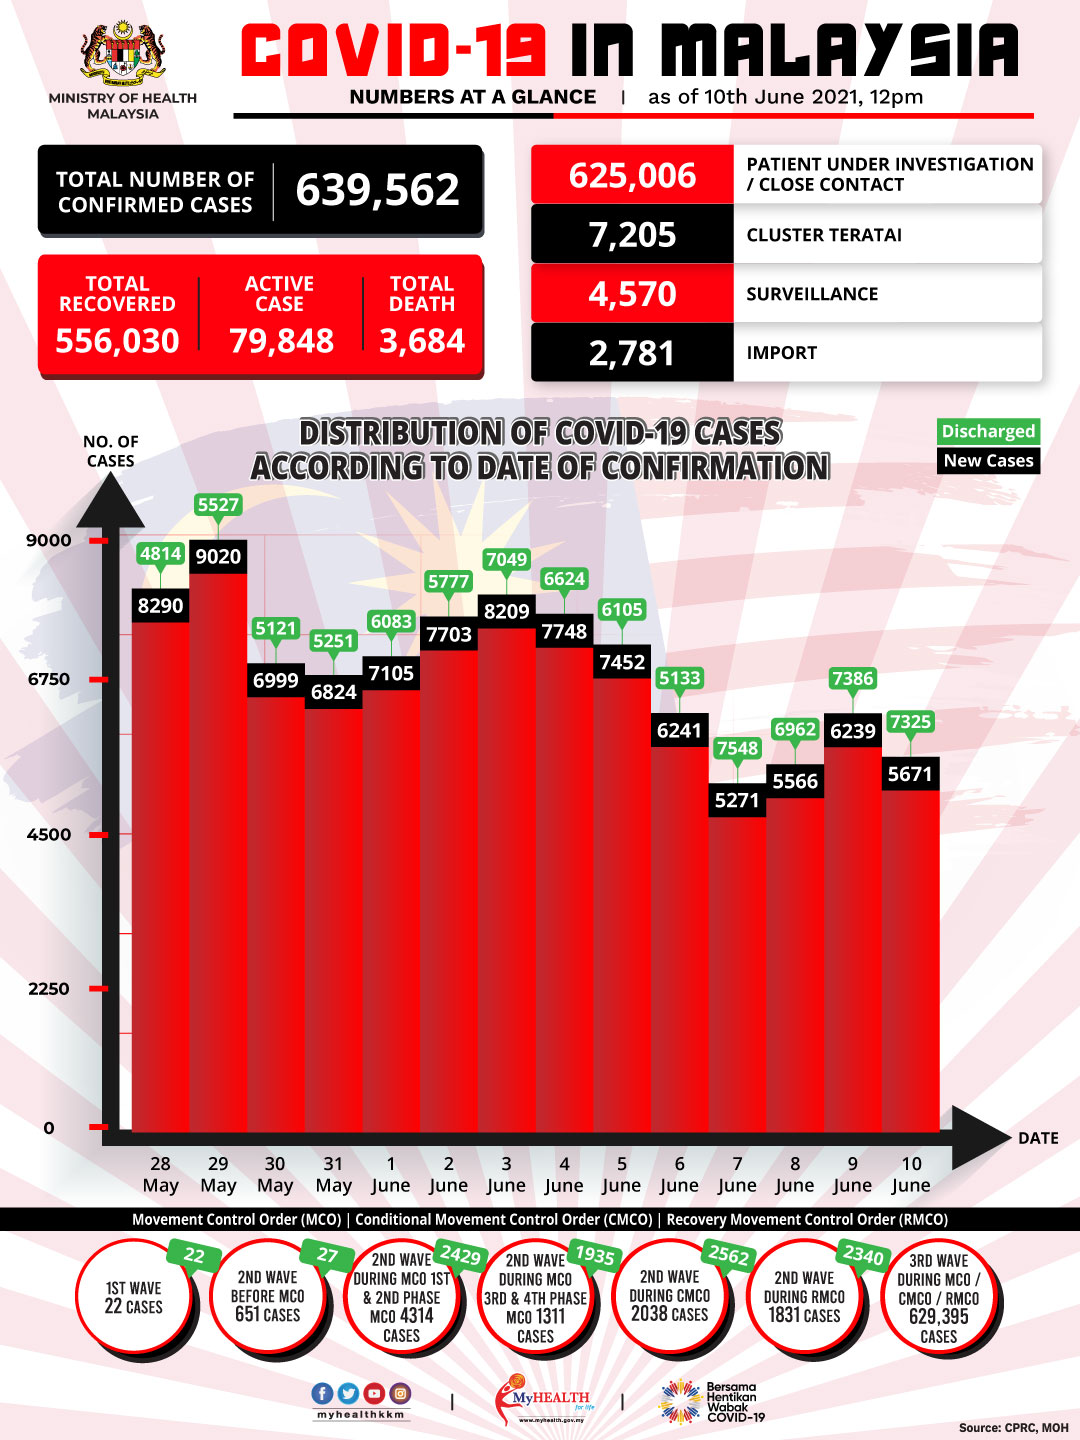 MINISTRY OF HEALTH
MALAYSIA
COVID-19 IN MALAYSIA
NUMBERS AT A GLANCE | as of 10th June 2021, 12pm
TOTAL NUMBER OF
CONFIRMED CASES
639,562
TOTAL
RECOVERED
556,030
ACTIVE
CASE
79,848
TOTAL
DEATH
3,684
625,006
PATIENT UNDER INVESTIGATION
/ CLOSE CONTACT
7,205
CLUSTER TERATAI
4,570
SURVEILLANCE
2,781
IMPORT
DISTRIBUTION OF COVID-19 CASES
ACCORDING TO DATE OF CONFIRMATION
Discharged
New Cases
NO. OF
CASES
9000
6750
4500
2250
0
4814
8290
5527
9020
5121
6999
5251
6824
6083
7105
5777
7703
7049
8209
6624
7748
6105
7452
5133
6241
7548
5271
6962
5566
7386
6239
7325
5671
DATE
28
May
29
May
30
May
31
May
1
June
2
June
3
June
4
June
5
June
6
June
7
June
8
June
9
June
10
June
Movement Control Order (MCO) | Conditional Movement Control Order (CMCO) | Recovery Movement Control Order (RMCO)
22
1ST WAVE
22 CASES
27
2ND WAVE
BEFORE MCO
651 CASES
2429
2ND WAVE
DURING MCO 1ST
& 2ND PHASE
MCO 4314
CASES
1935
2ND WAVE
DURING MCO
3RD & 4TH PHASE
MCO 1311
CASES
2562
2ND WAVE
DURING CMCO
2038 CASES
2340
2ND WAVE
DURING RMCO
1831 CASES
3RD WAVE
DURING MCO /
CMCO / RMCO
629,395
CASES
myhealthkkm
|
MyHEALTH
for life
www.myhealth.gov.my
|
Bersama
Hentikan
Wabak
COVID-19
Source: CPRC, MOH